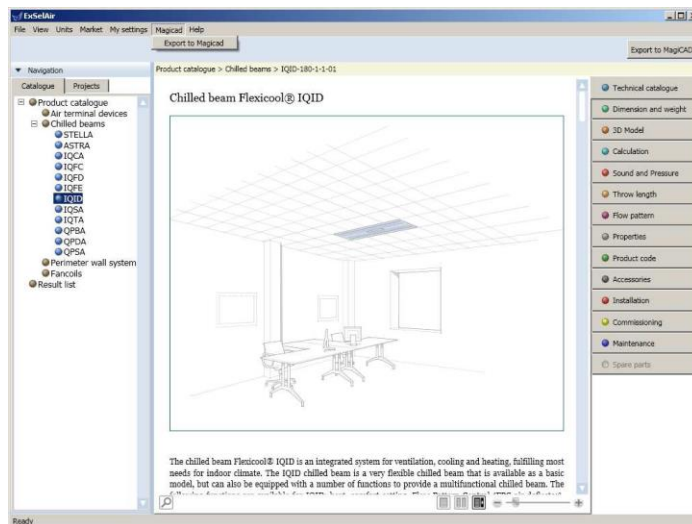 ExSelAir
File View Units Market My settings Magicad Help
Export to Magicad
Export to MagiCAD
Navigation
Product catalogue > Chilled beams > IQID-180-1-1-01
Catalogue Projects
Product catalogue
Air terminal devices
Chilled beams
STELLA
ASTRA
IQCA
IQFC
IQFD
IQFE
IQID
IQSA
IQTA
QPBA
QPDA
QPSA
Perimeter wall system
Fancoils
Result list
Chilled beam Flexicool® IQID
The chilled beam Flexicool® IQID is an integrated system for ventilation, cooling and heating, fulfilling most
needs for indoor climate. The IQID chilled beam is a very flexible chilled beam that is available as a basic
model, but can also be equipped with a number of functions to provide a multifunctional chilled beam. The
Technical catalogue
Dimension and weight
3D Model
Calculation
Sound and Pressure
Throw length
Flow pattern
Properties
Product code
Accessories
Installation
Commissioning
Maintenance
Spare parts
Ready